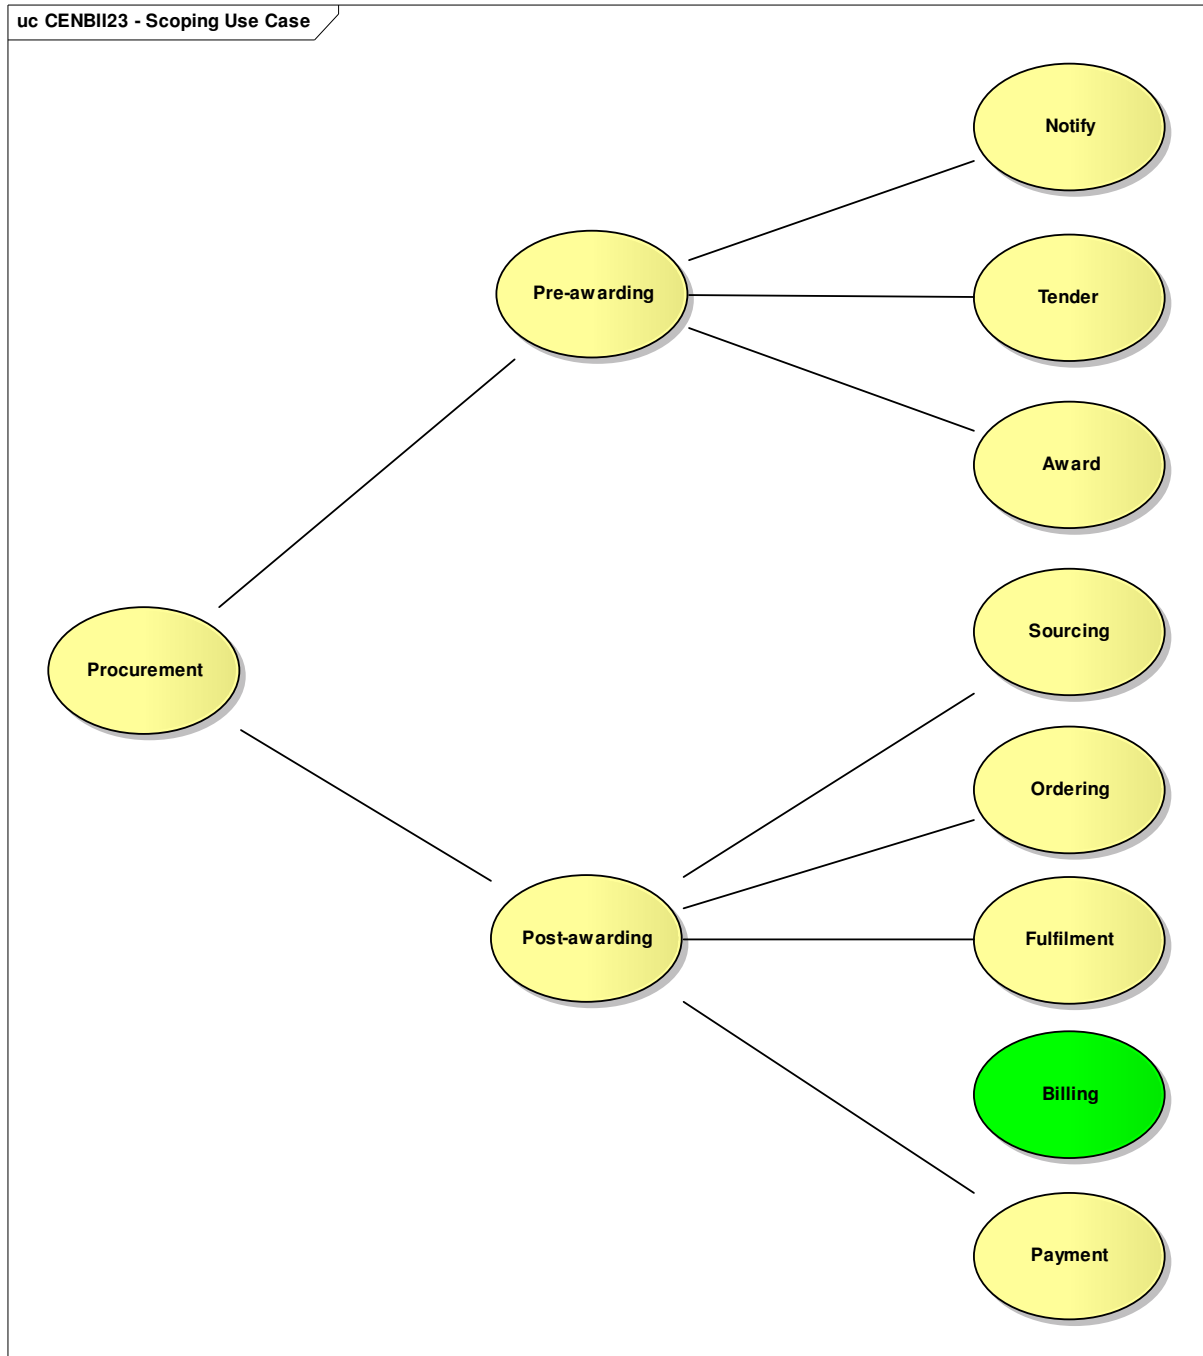 uc CENBII23 - Scoping Use Case
Notify
Pre-awarding
Tender
Award
Sourcing
Procurement
Ordering
Post-awarding
Fulfilment
Billing
Payment